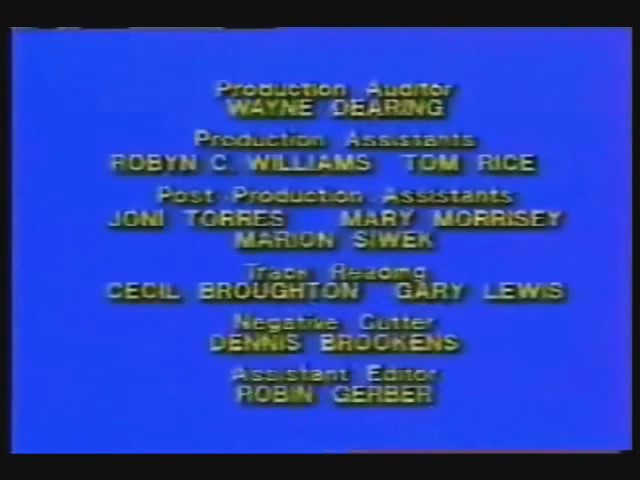 Production Auditor
WAYNE DEARING
Production Assistants
ROBYN C. WILLIAMS TOM RICE
Post Production Assistants
JONI TORRES MARY MORRISEY
MARION SIWEK
Track Reading
CECIL BROUGHTON GARY LEWIS
Negative Cutter
DENNIS BROOKENS
Assistant Editor
ROBIN GERBER